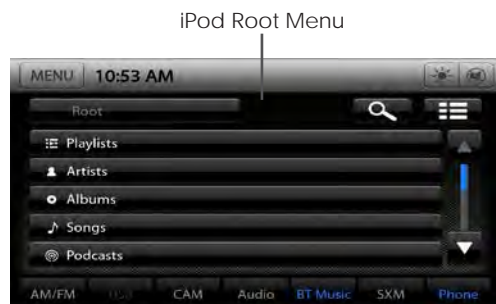 iPod Root Menu
MENU 10:53 AM
Root
Playlists
Artists
Albums
Songs
Podcasts
AM/FM USB CAM Audio BT Music SXM Phone